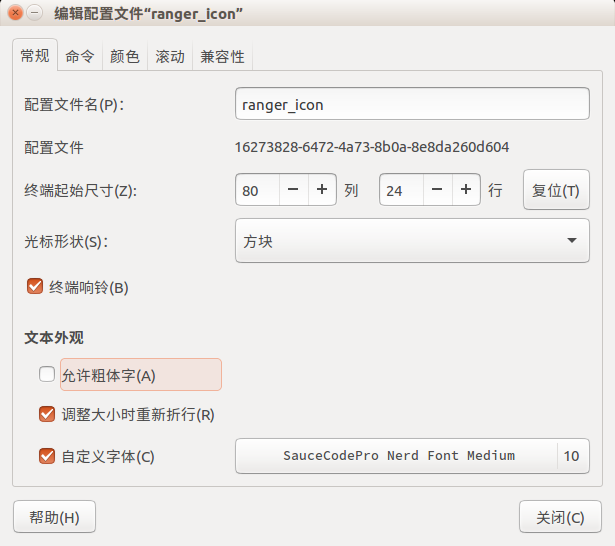 编辑配置文件“ranger_icon”
常规 命令 颜色 滚动 兼容性
配置文件名(P)： ranger_icon
配置文件 16273828-6472-4a73-8b0a-8e8da260d604
终端起始尺寸(Z): 80 − + 列 24 − + 行 复位(T)
光标形状(S)： 方块
终端响铃(B)
文本外观
允许粗体字(A)
调整大小时重新折行(R)
自定义字体(C) SauceCodePro Nerd Font Medium 10
帮助(H) 关闭(C)